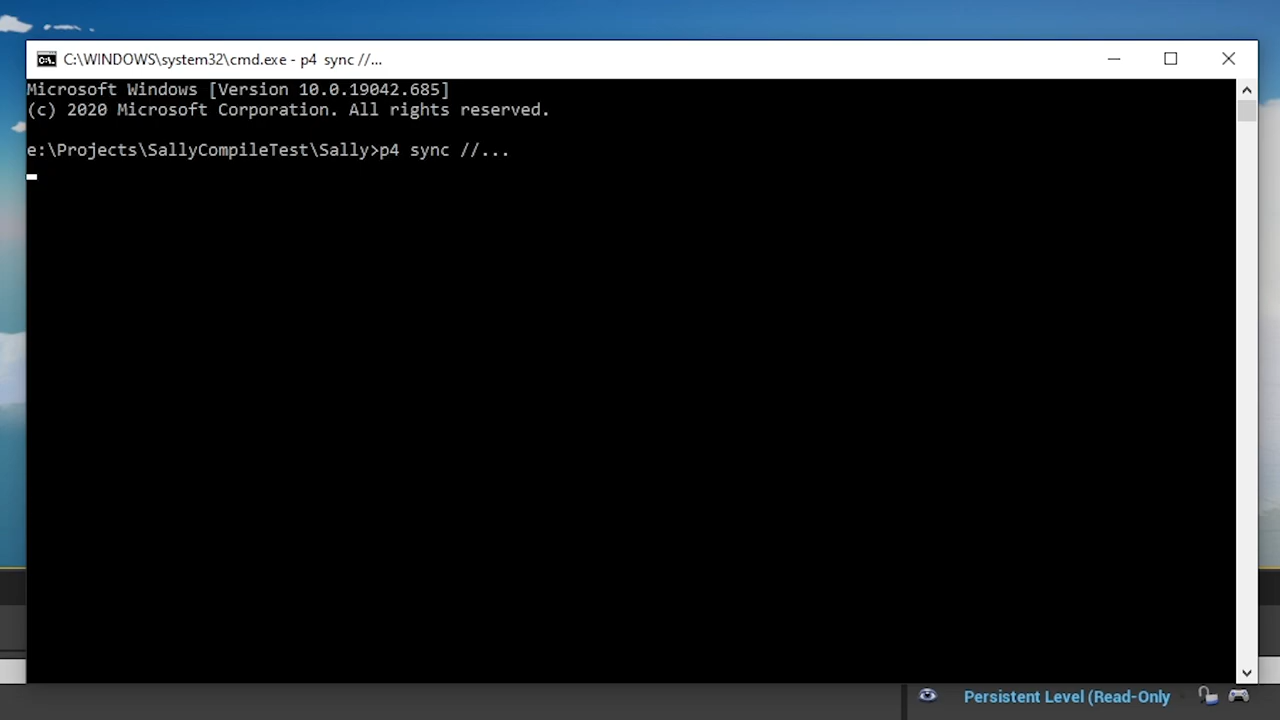 C:\WINDOWS\system32\cmd.exe - p4 sync //...
Microsoft Windows [Version 10.0.19042.685]
(c) 2020 Microsoft Corporation. All rights reserved.
e:\Projects\SallyCompileTest\Sally>p4 sync //...
Persistent Level (Read-Only